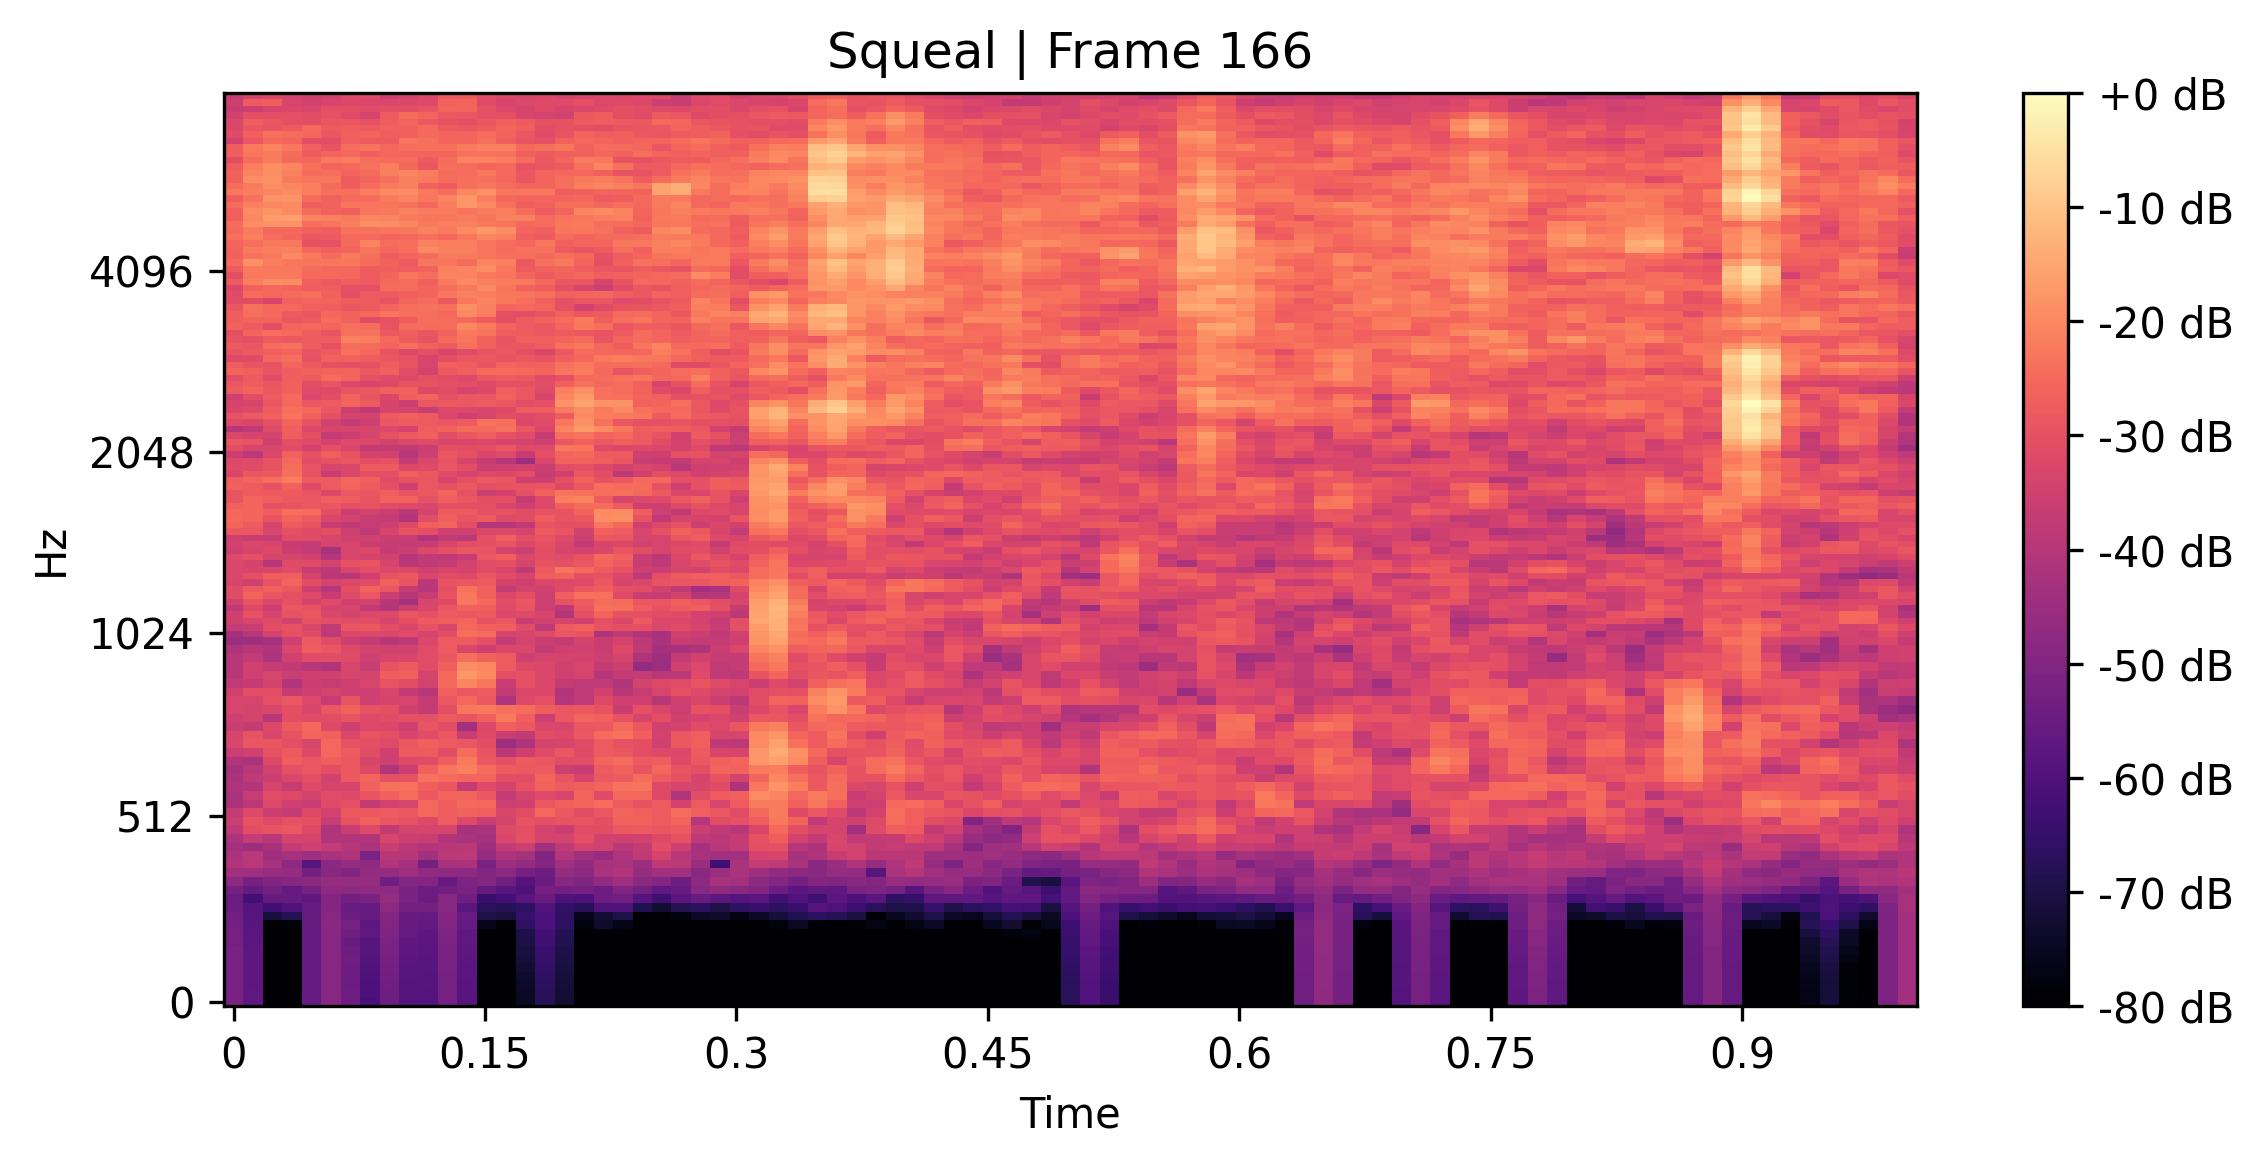 Squeal | Frame 166
+0 dB
-10 dB
-20 dB
-30 dB
-40 dB
-50 dB
-60 dB
-70 dB
-80 dB
4096
2048
1024
512
0
Hz
0 0.15 0.3 0.45 0.6 0.75 0.9
Time